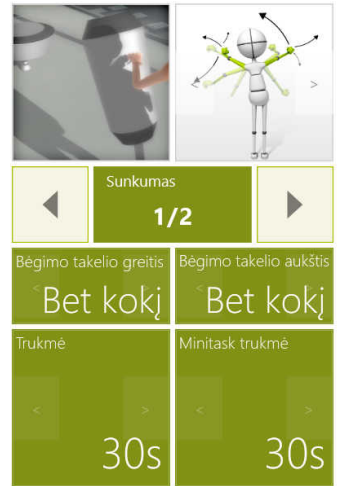 Sunkumas
1/2
Bėgimo takelio greitis
Bet kokį
Bėgimo takelio aukštis
Bet kokį
Trukmė
30s
Minitask trukmė
30s